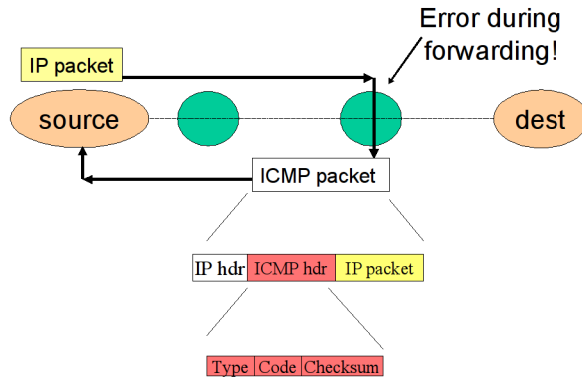 Error during
forwarding!
IP packet
source
dest
ICMP packet
IP hdr ICMP hdr IP packet
Type Code Checksum